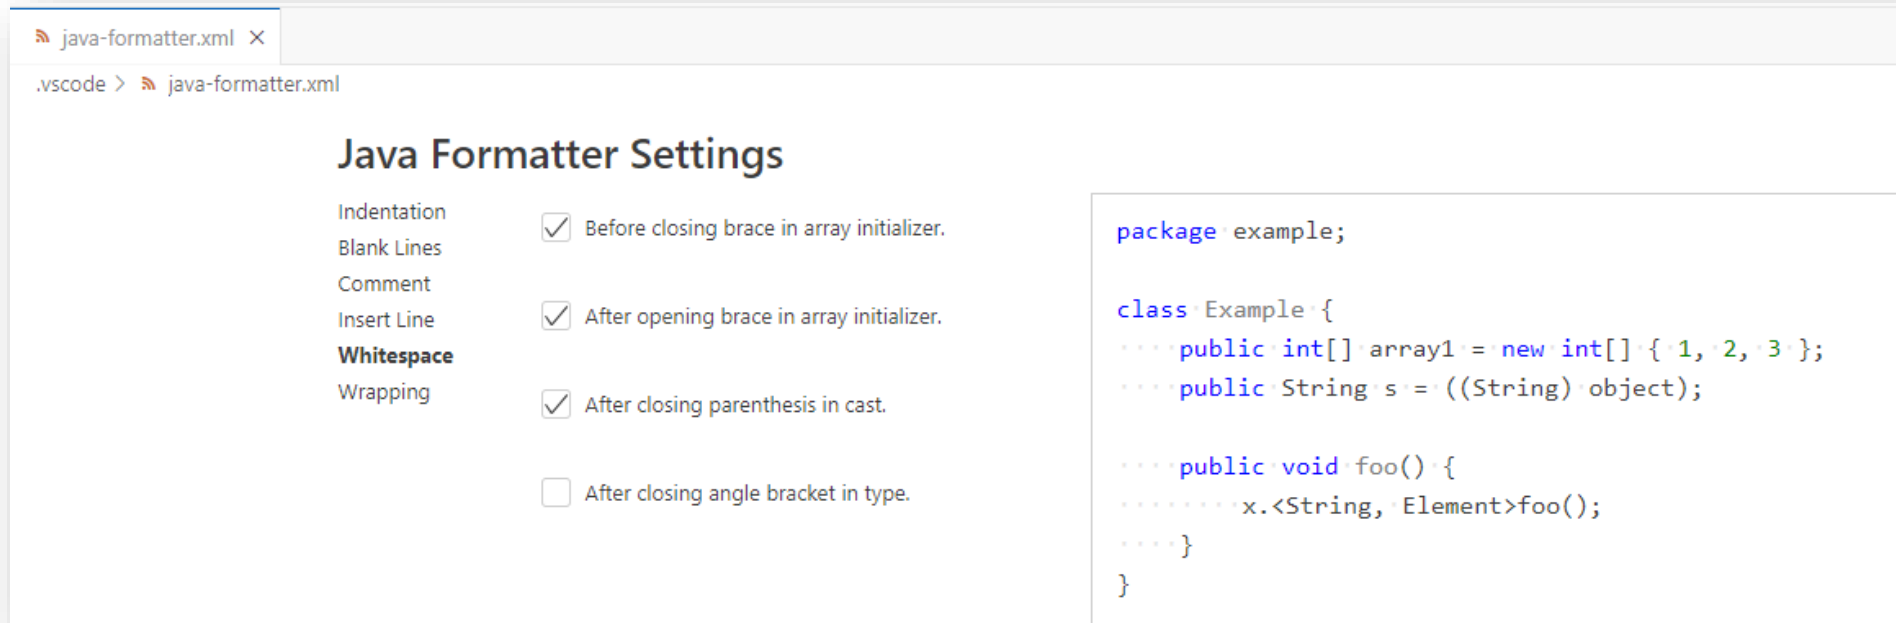 java-formatter.xml
.vscode > java-formatter.xml
Java Formatter Settings
Indentation
Blank Lines
Comment
Insert Line
Whitespace
Wrapping
Before closing brace in array initializer.
After opening brace in array initializer.
After closing parenthesis in cast.
After closing angle bracket in type.
package example;
class Example {
    public int[] array1 = new int[] { 1, 2, 3 };
    public String s = ((String) object);
    public void foo() {
        x.<String, Element>foo();
    }
}